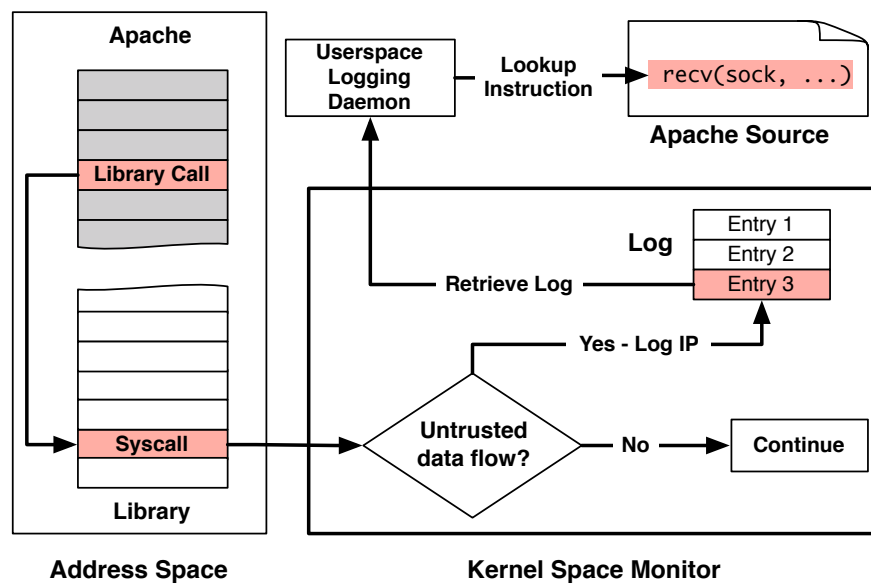 Apache
Library Call
Syscall
Library
Address Space
Userspace
Logging
Daemon
Lookup
Instruction
recv(sock, ...)
Apache Source
Log
Entry 1
Entry 2
Entry 3
Retrieve Log
Yes - Log IP
Untrusted
data flow?
No
Continue
Kernel Space Monitor